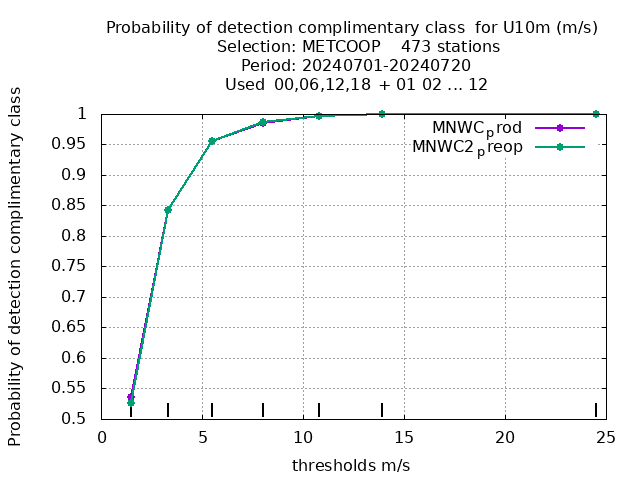 Probability of detection complimentary class  for U10m (m/s)
Selection: METCOOP    473 stations
Period: 20240701-20240720
Used  00,06,12,18 + 01 02 ... 12
Probability of detection complimentary class
1
0.95
0.9
0.85
0.8
0.75
0.7
0.65
0.6
0.55
0.5
MNWCprod
MNWC2preop
0 5 10 15 20 25
thresholds m/s